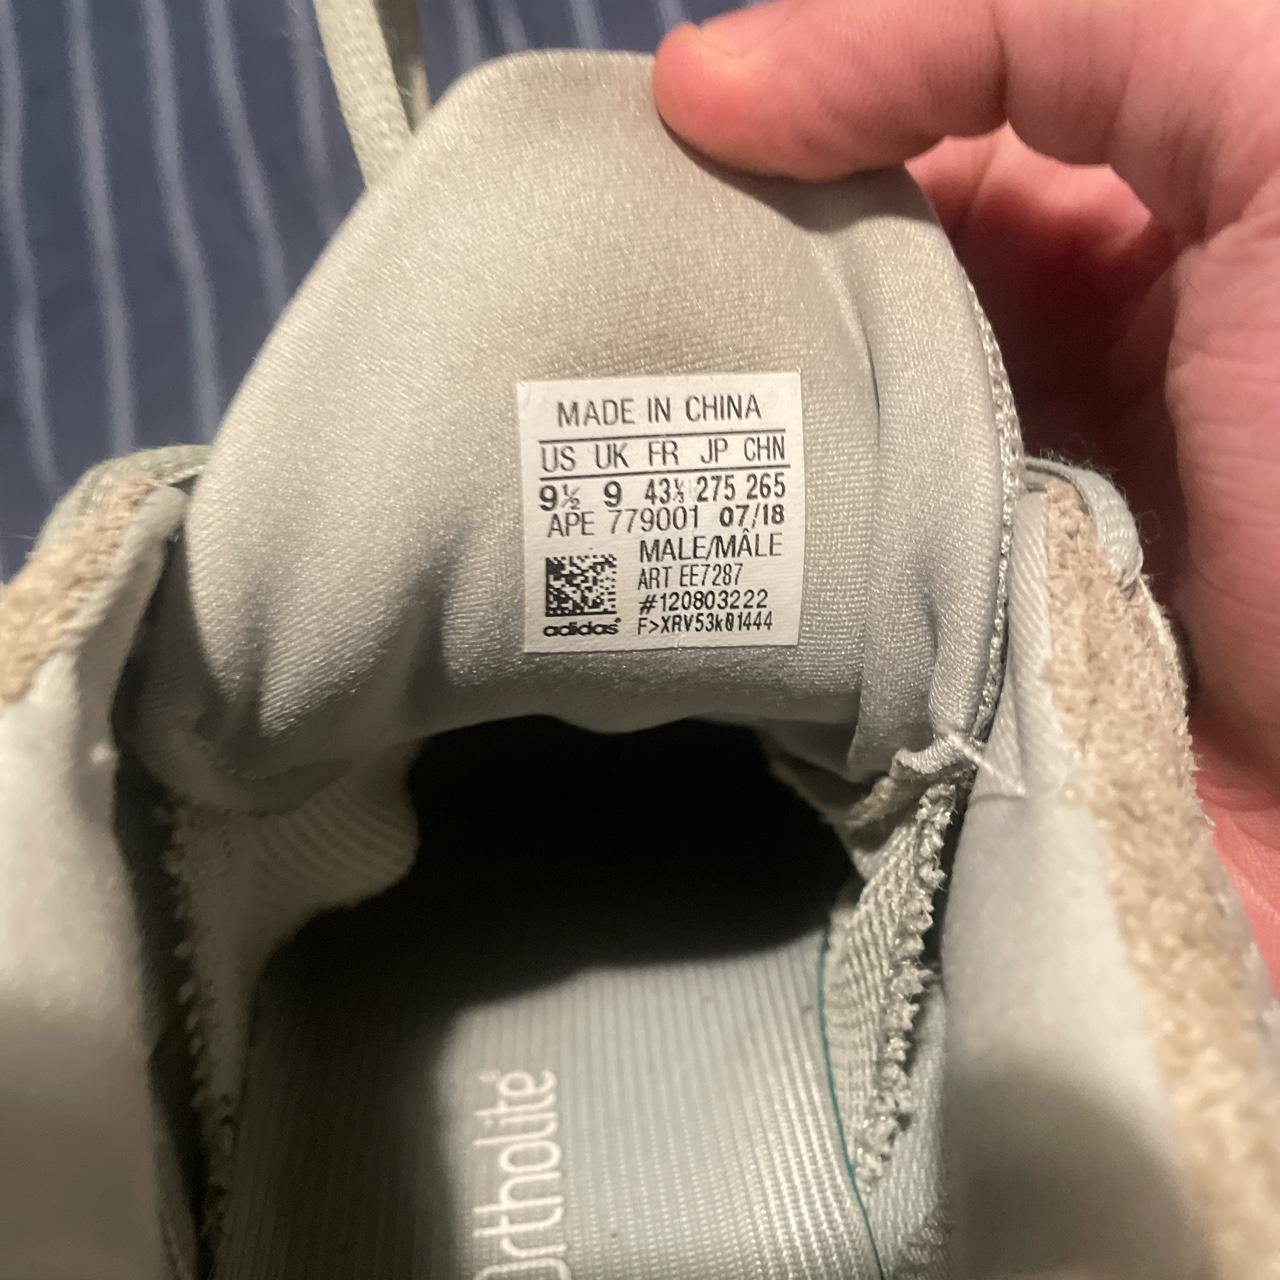 MADE IN CHINA
US UK FR JP CHN
9½ 9 43⅓ 275 265
APE 779001 07/18
MALE/MÂLE
ART EE7287
#120803222
F>XRV53k01444
adidas
Ortholite®